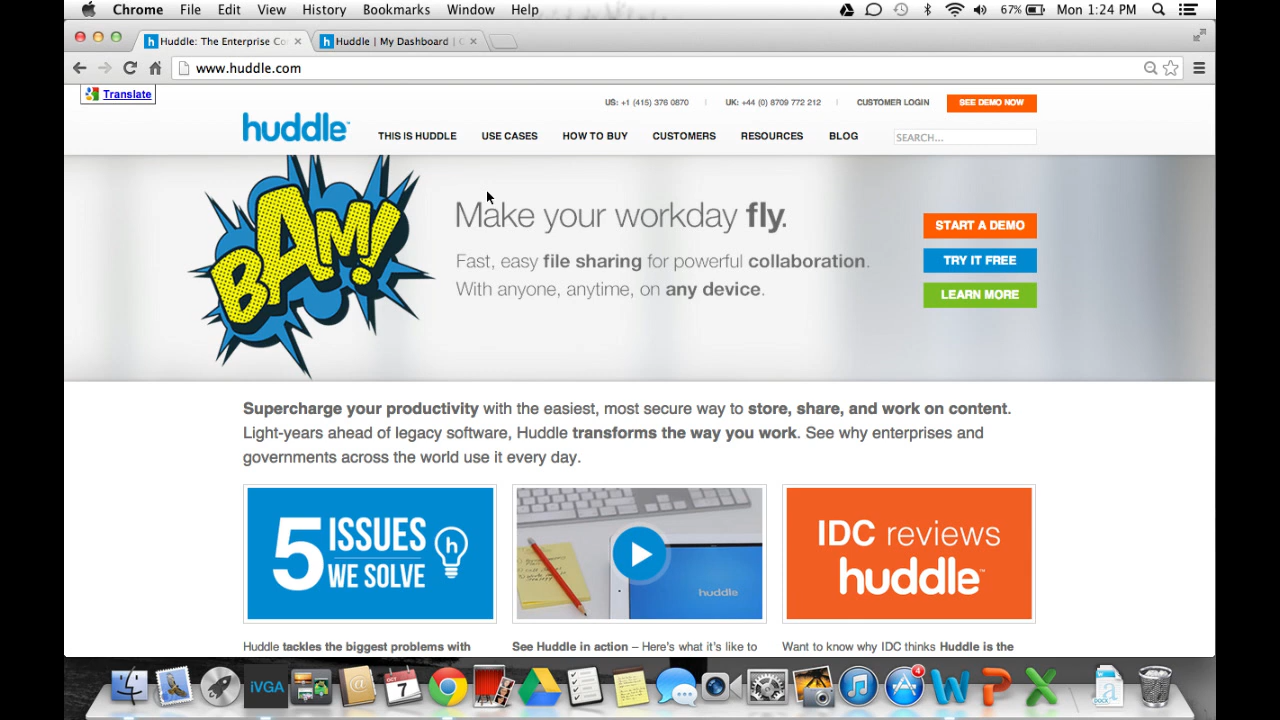 Chrome File Edit View History Bookmarks Window Help 67% Mon 1:24 PM
Huddle: The Enterprise Co Huddle | My Dashboard |
www.huddle.com
Translate
US: +1 (415) 376 0870 | UK: +44 (0) 8709 772 212 | CUSTOMER LOGIN SEE DEMO NOW
huddle™
THIS IS HUDDLE USE CASES HOW TO BUY CUSTOMERS RESOURCES BLOG SEARCH...
BAM!
Make your workday fly.
Fast, easy file sharing for powerful collaboration.
With anyone, anytime, on any device.
START A DEMO
TRY IT FREE
LEARN MORE
Supercharge your productivity with the easiest, most secure way to store, share, and work on content.
Light-years ahead of legacy software, Huddle transforms the way you work. See why enterprises and
governments across the world use it every day.
5 ISSUES
WE SOLVE
h
huddle
IDC reviews
huddle™
Huddle tackles the biggest problems with
See Huddle in action – Here's what it's like to
Want to know why IDC thinks Huddle is the
iVGA
OCT
7
4
W P X